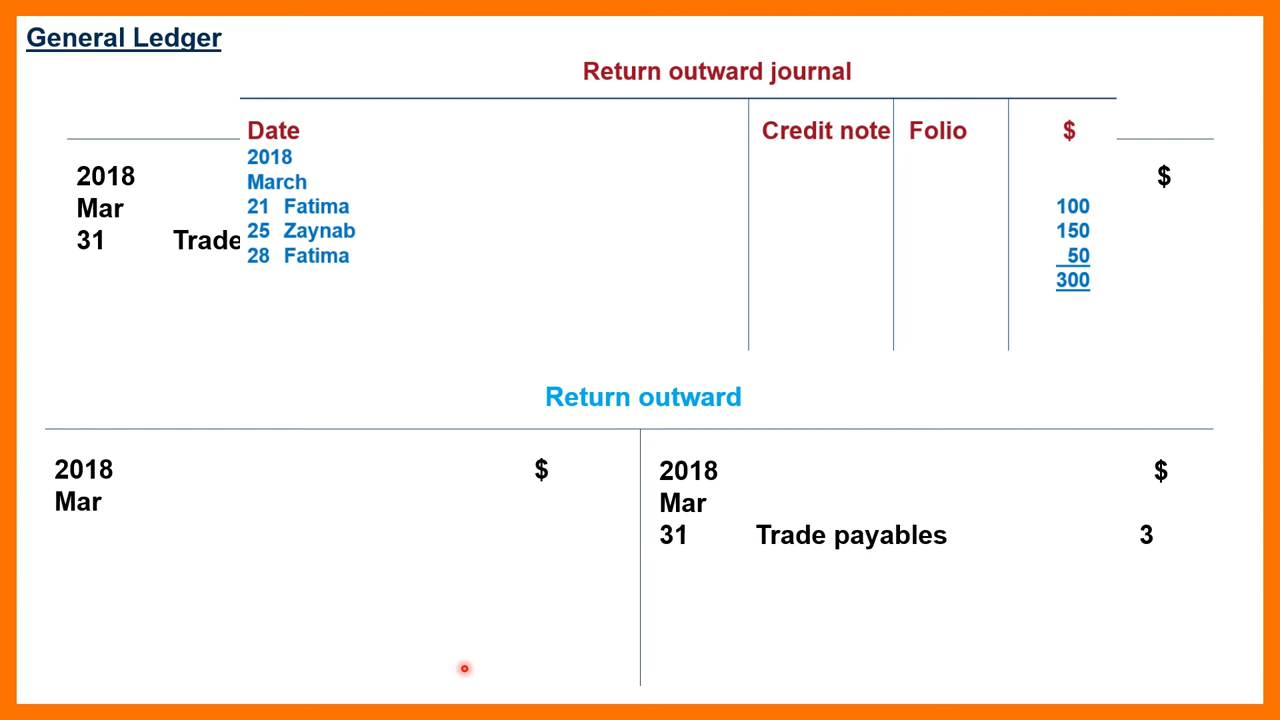 General Ledger
Return outward journal
Date Credit note Folio $
2018
March
21 Fatima 100
25 Zaynab 150
28 Fatima 50
300
2018 $
Mar
31 Trade
Return outward
2018 $
Mar
2018 $
Mar
31 Trade payables 3